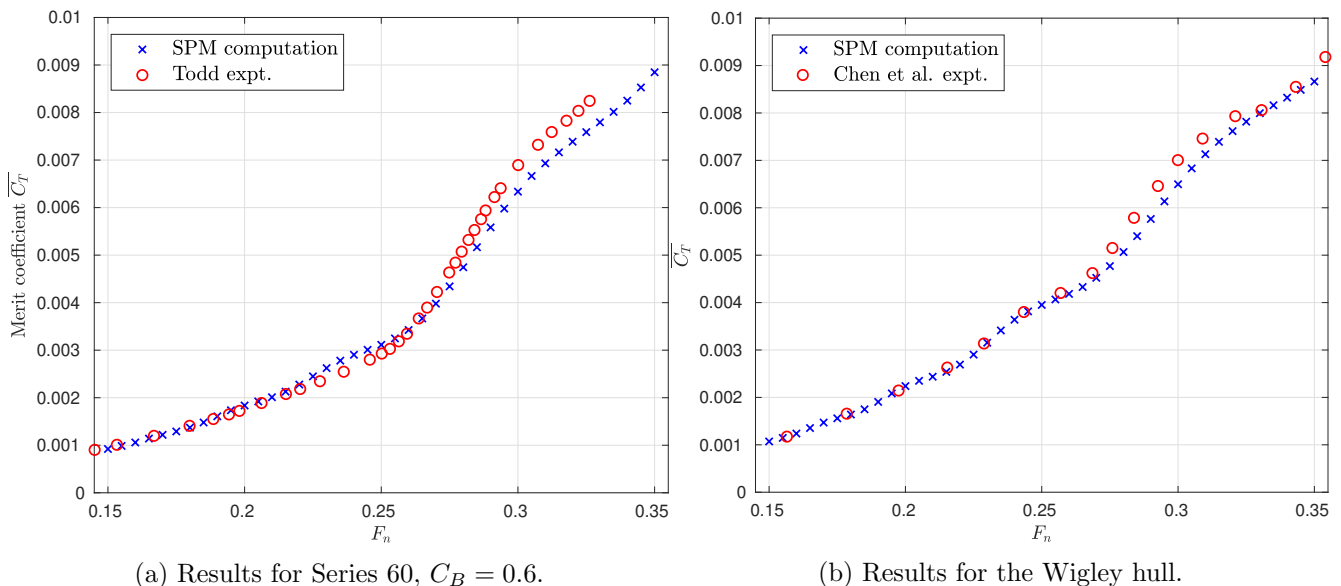 0.01
0.009
0.008
0.007
0.006
0.005
0.004
0.003
0.002
0.001
0
Merit coefficient $\overline{C_T}$
SPM computation
Todd expt.
0.15 0.2 0.25 0.3 0.35
$F_n$
(a) Results for Series 60, $C_B = 0.6$.
0.01
0.009
0.008
0.007
0.006
0.005
0.004
0.003
0.002
0.001
0
$\overline{C_T}$
SPM computation
Chen et al. expt.
0.15 0.2 0.25 0.3 0.35
$F_n$
(b) Results for the Wigley hull.